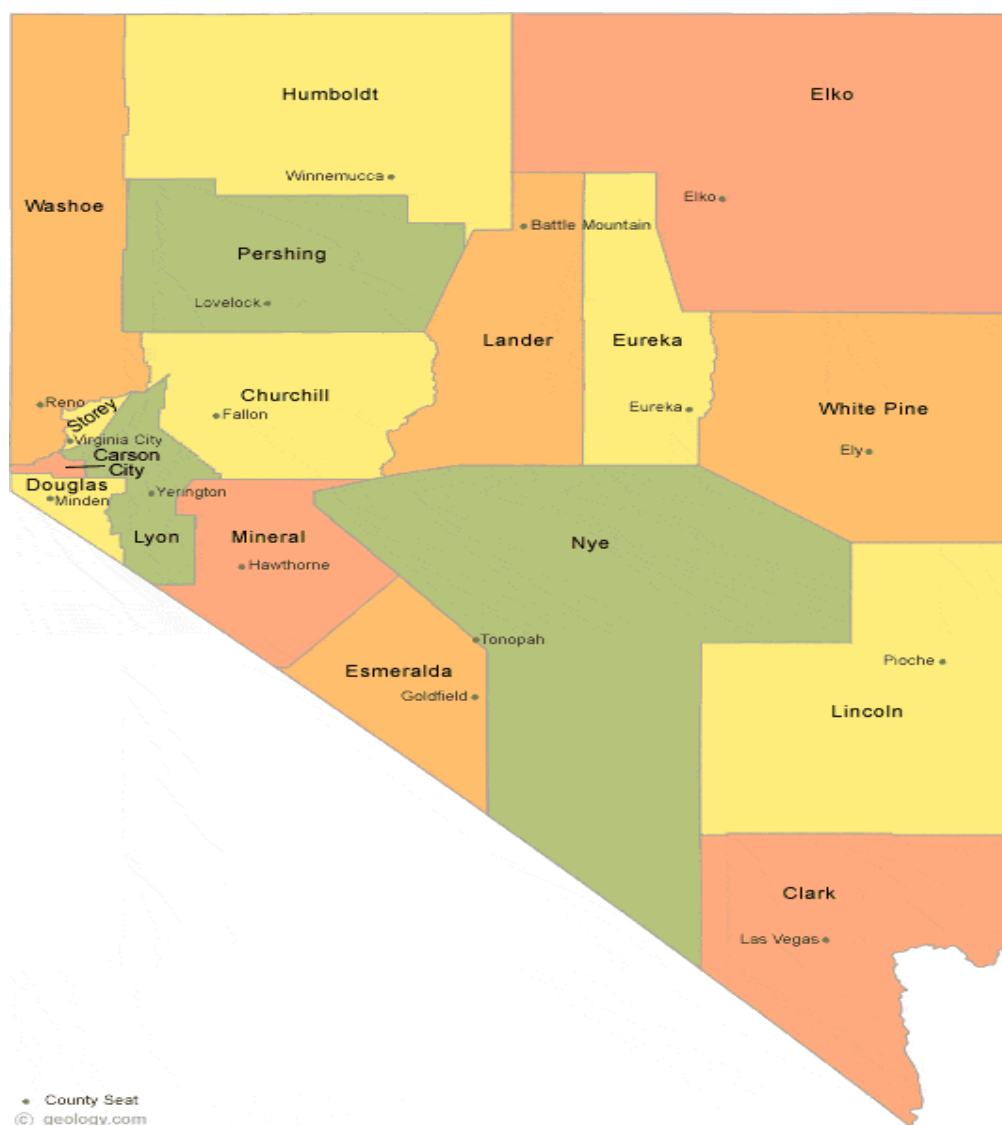 Humboldt
Elko
Winnemucca
Washoe
Elko
Battle Mountain
Pershing
Lovelock
Lander
Eureka
Churchill
Reno
Storey
Fallon
Eureka
White Pine
Virginia City
Carson
City
Ely
Douglas
Minden
Yerington
Lyon
Mineral
Nye
Hawthorne
Tonopah
Esmeralda
Goldfield
Pioche
Lincoln
Clark
Las Vegas
County Seat
© geology.com